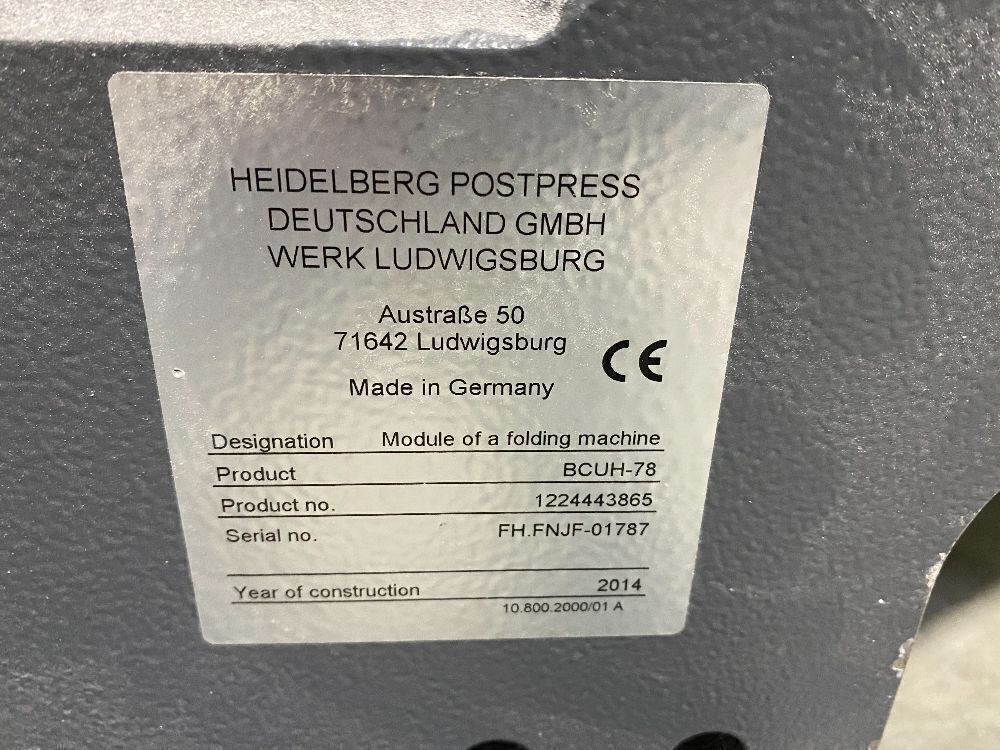 HEIDELBERG POSTPRESS
DEUTSCHLAND GMBH
WERK LUDWIGSBURG
Austraße 50
71642 Ludwigsburg
CE
Made in Germany
Designation Module of a folding machine
Product BCUH-78
Product no. 1224443865
Serial no. FH.FNJF-01787
Year of construction 2014
10.800.2000/01 A